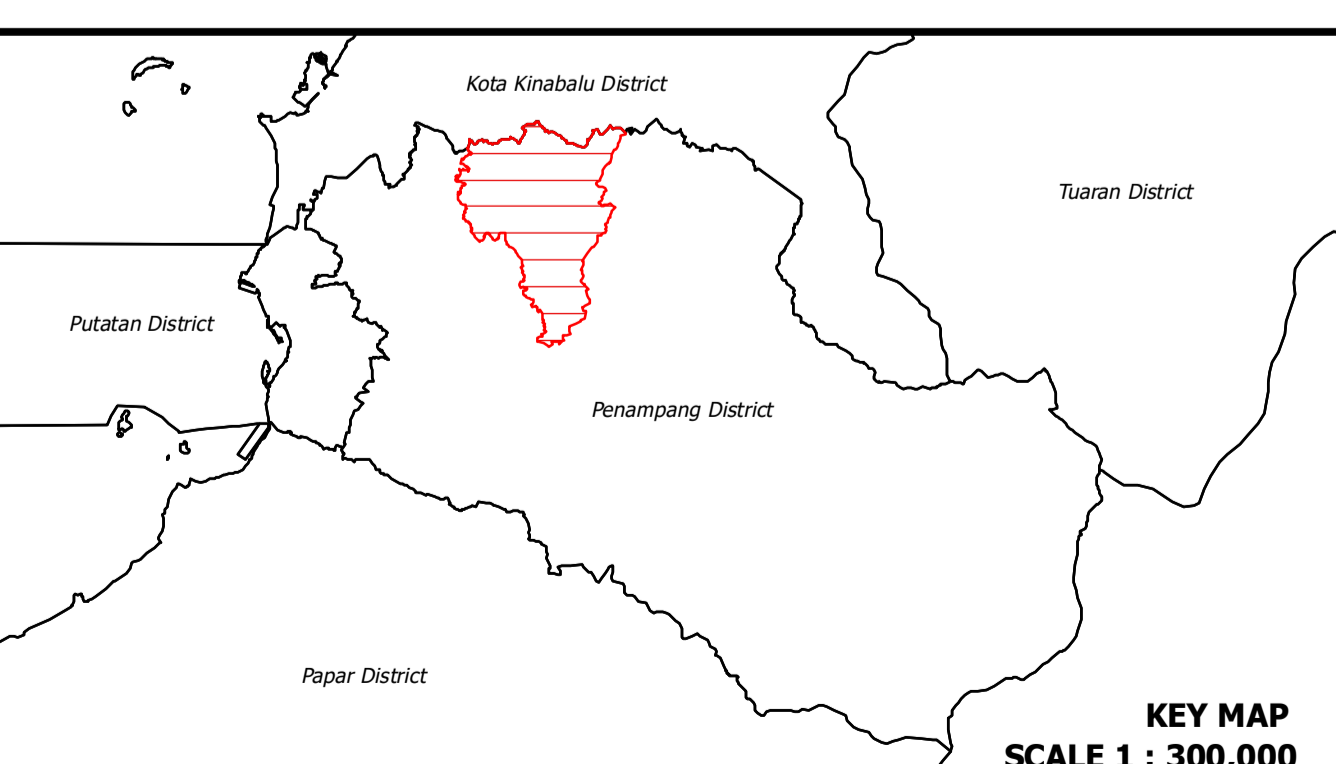 Kota Kinabalu District
Tuaran District
Putatan District
Penampang District
Papar District
KEY MAP
SCALE 1 : 300,000